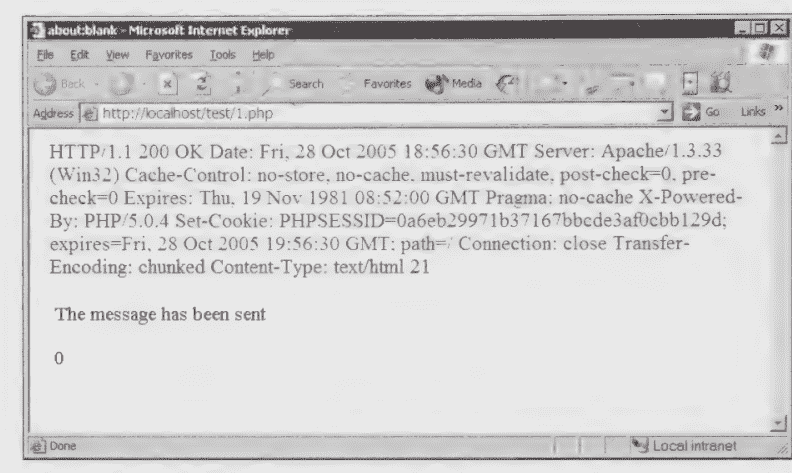 about:blank - Microsoft Internet Explorer
File Edit View Favorites Tools Help
Back Search Favorites Media
Address http://localhost/test/1.php Go Links »
HTTP/1.1 200 OK Date: Fri, 28 Oct 2005 18:56:30 GMT Server: Apache/1.3.33
(Win32) Cache-Control: no-store, no-cache, must-revalidate, post-check=0, pre-
check=0 Expires: Thu, 19 Nov 1981 08:52:00 GMT Pragma: no-cache X-Powered-
By: PHP/5.0.4 Set-Cookie: PHPSESSID=0a6eb29971b37167bbcde3af0cbb129d;
expires=Fri, 28 Oct 2005 19:56:30 GMT; path=/ Connection: close Transfer-
Encoding: chunked Content-Type: text/html 21
The message has been sent
0
Done Local intranet